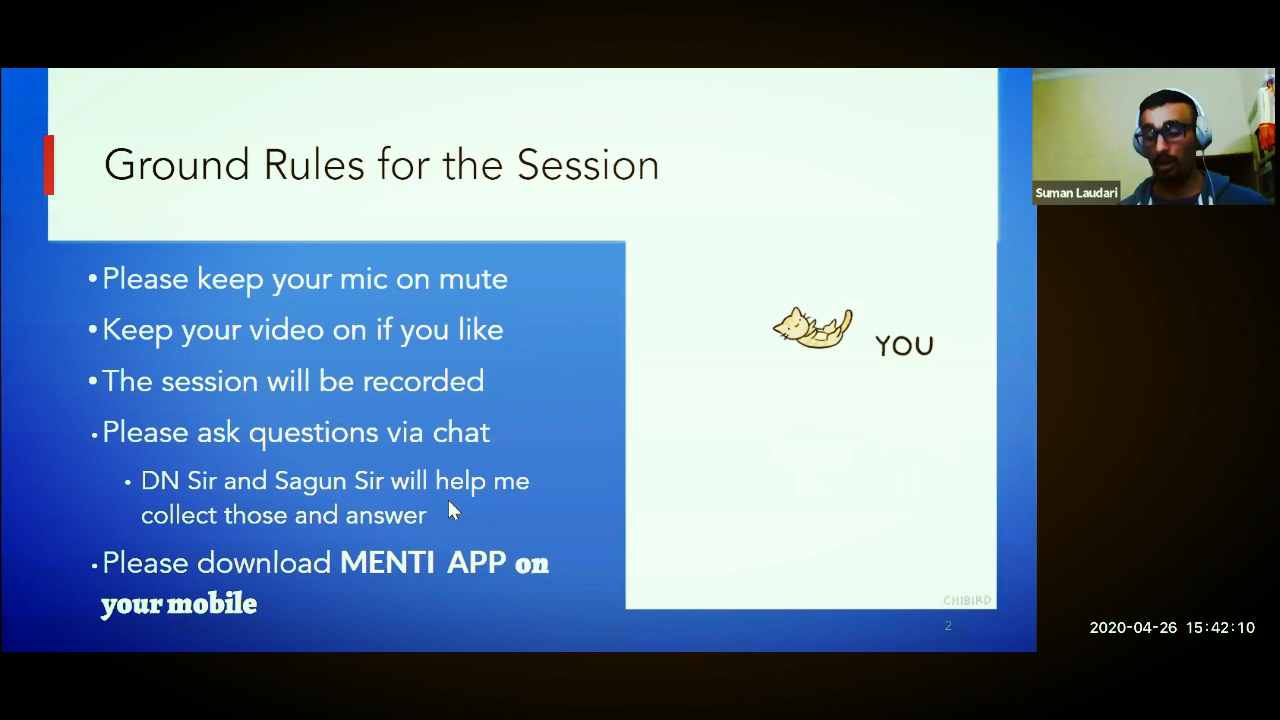 Ground Rules for the Session
•Please keep your mic on mute
•Keep your video on if you like
•The session will be recorded
•Please ask questions via chat
• DN Sir and Sagun Sir will help me
collect those and answer
•Please download MENTI APP on
your mobile
YOU
CHIBIRD
2
Suman Laudari
2020-04-26 15:42:10